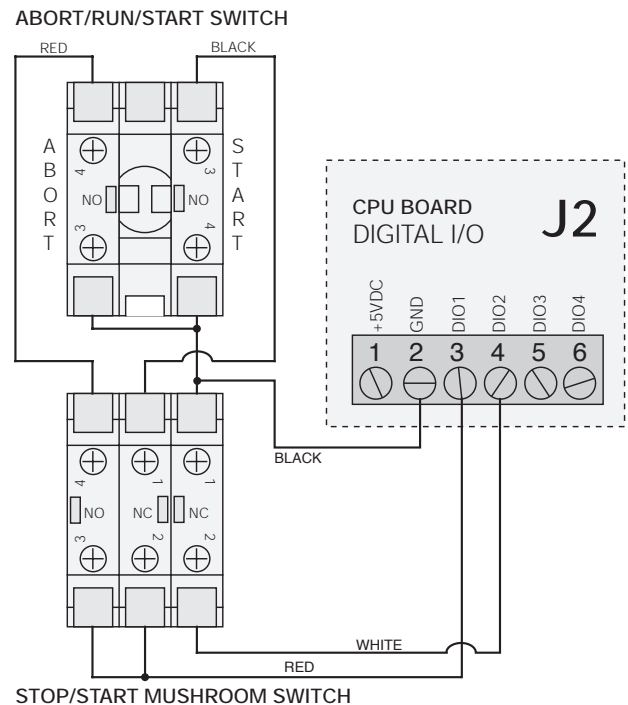 ABORT/RUN/START SWITCH
RED
BLACK
ABORT
START
4
3
NO
NO
3
4
CPU BOARD
DIGITAL I/O
J2
+5VDC
GND
DIO1
DIO2
DIO3
DIO4
1 2 3 4 5 6
BLACK
4
1
1
NO
NC
NC
3
2
2
WHITE
RED
STOP/START MUSHROOM SWITCH